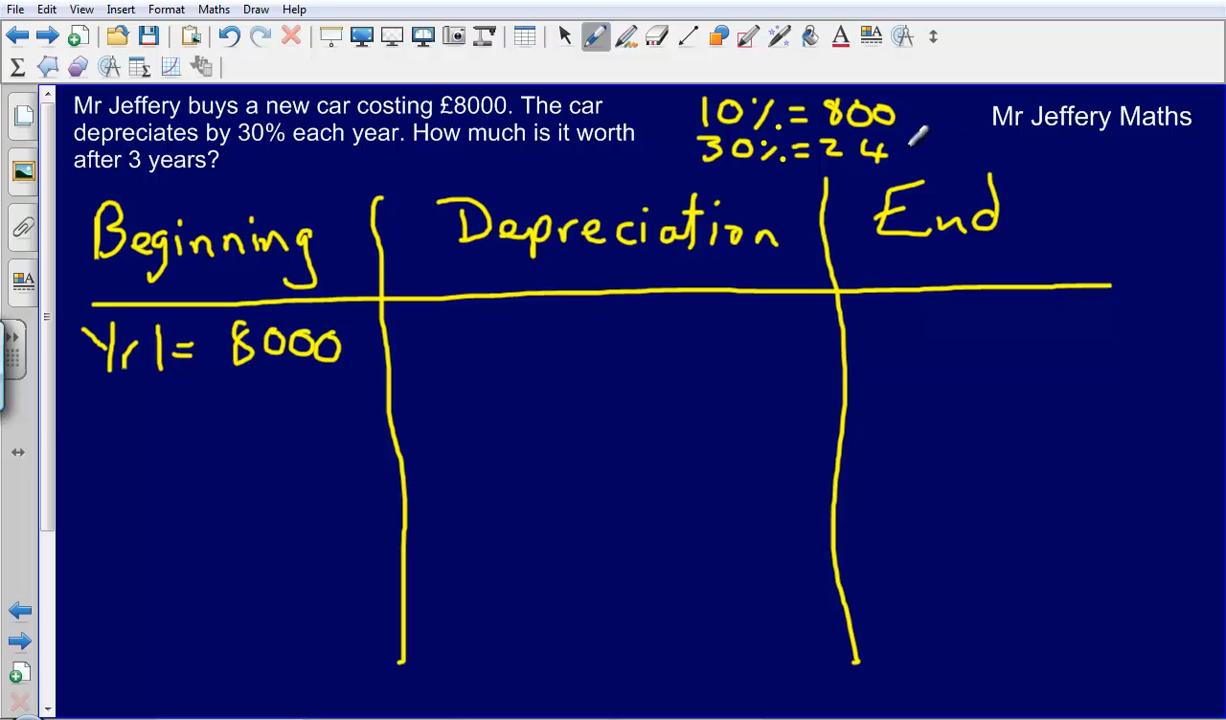 File Edit View Insert Format Maths Draw Help
Mr Jeffery buys a new car costing £8000. The car
depreciates by 30% each year. How much is it worth
after 3 years?
10% = 800
30% = 24
Mr Jeffery Maths
Beginning Depreciation End
Yr1 = 8000